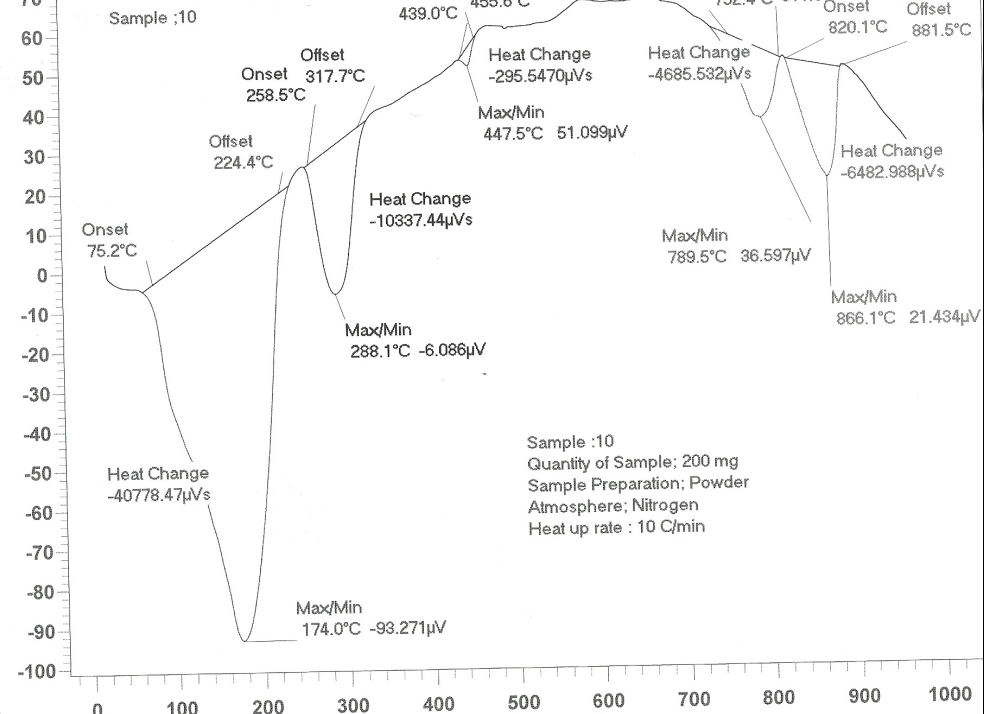 70
Sample ;10
439.0°C
455.6°C
752.4°C
Onset
820.1°C
Offset
881.5°C
60
Heat Change
-295.5470µVs
Heat Change
-4685.532µVs
Offset
317.7°C
Onset
258.5°C
50
Max/Min
447.5°C 51.099µV
40
Offset
224.4°C
30
Heat Change
-6482.988µVs
20
Heat Change
-10337.44µVs
Onset
75.2°C
10
Max/Min
789.5°C 36.597µV
0
Max/Min
866.1°C 21.434µV
-10
Max/Min
288.1°C -6.086µV
-20
-30
-40
Sample :10
Quantity of Sample; 200 mg
Sample Preparation; Powder
Atmosphere; Nitrogen
Heat up rate : 10 C/min
-50
Heat Change
-40778.47µVs
-60
-70
-80
Max/Min
174.0°C -93.271µV
-90
-100
0 100 200 300 400 500 600 700 800 900 1000